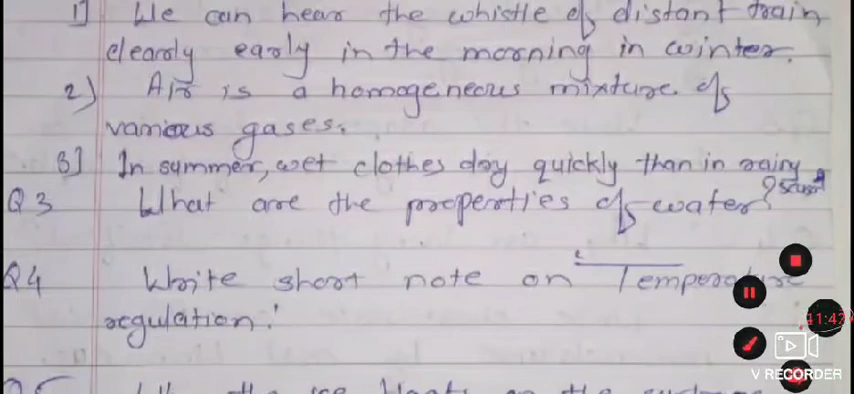 1] We can hear the whistle of distant train
clearly early in the morning in winter.
2) Air is a homogeneous mixture of
various gases.
3] In summer, wet clothes dry quickly than in rainy
Q3 What are the properties of water?
Q4 Write short note on Temperature
regulation.'
11:42
V RECORDER